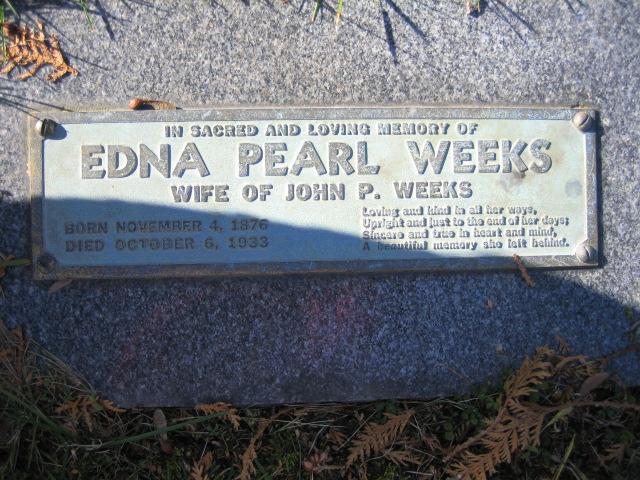 IN SACRED AND LOVING MEMORY OF
EDNA PEARL WEEKS
WIFE OF JOHN P. WEEKS
BORN NOVEMBER 4, 1876
DIED OCTOBER 6, 1933
Loving and kind in all her ways,
Upright and just to the end of her days;
Sincere and true in heart and mind,
A beautiful memory she left behind.